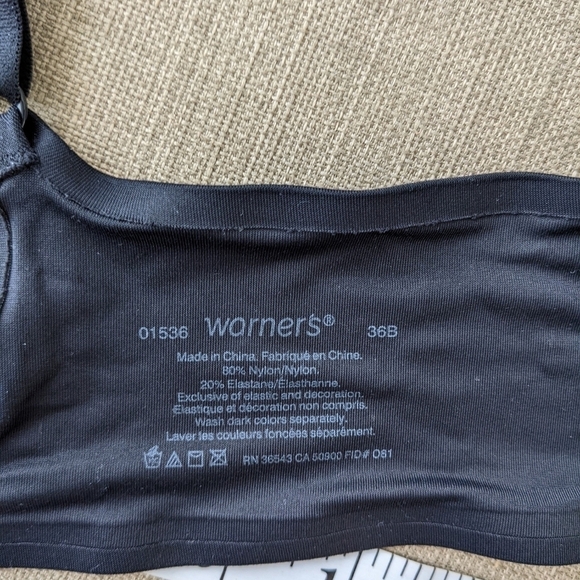 01536 warner's® 36B
Made in China. Fabriqué en Chine.
80% Nylon/Nylon.
20% Elastane/Élasthanne.
Exclusive of elastic and decoration.
Élastique et décoration non compris.
Wash dark colors separately.
Laver les couleurs foncées séparément.
RN 36543 CA 50900 FID# 081